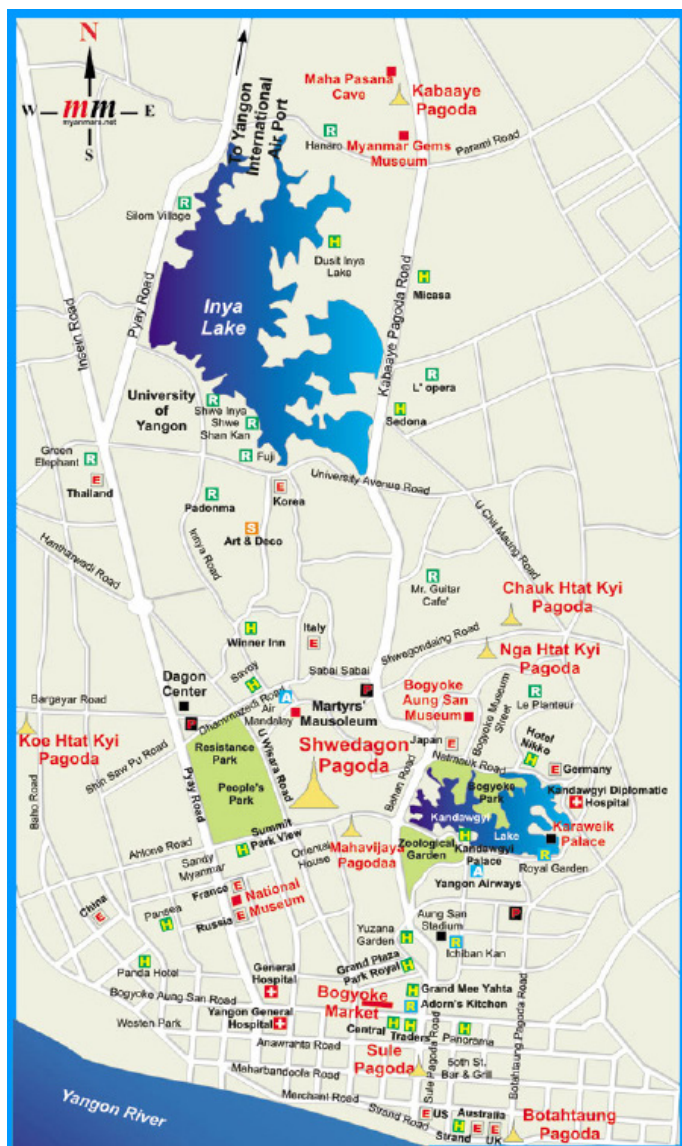 N
W
mm
E
myanmars.net
S
To Yangon
International
Air Port
Maha Pasana
Cave
Kabaaye
Pagoda
R
Hanaro
Myanmar Gems
Museum
Parami Road
R
Silom Village
H
Dusit Inya
Lake
H
Micasa
Inya
Lake
Pyay Road
Insein Road
Kabaaye Pagoda Road
R
L' opera
University
of
Yangon
R
Shwe Inya
Shwe
Shan Kan
R
H
Sedona
Green
Elephant
R
R
Fuji
E
Thailand
University Avenue Road
E
Korea
R
Padonma
S
Art & Deco
Innya Road
U Chit Maung Road
Hanthawadi Road
R
Mr. Guitar
Cafe'
Chauk Htat Kyi
Pagoda
Shwegondaing Road
Nga Htat Kyi
Pagoda
H
Winner Inn
Italy
E
Savoy
H
Sabai Sabai
P
Dagon
Center
P
Bargayar Road
Dhammazedi Road
A
Air
Mandalay
Martyrs'
Mausoleum
Bogyoke
Aung San
Museum
Bogyoke Museum
Street
R
Le Planteur
Koe Htat Kyi
Pagoda
Shin Saw Pu Road
Resistance
Park
People's
Park
U Wisara Road
Shwedagon
Pagoda
Japan
E
Natmauk Road
Hotel
Nikko
H
E
Germany
Baho Road
Pyay Road
Bahan Road
Bogyoke
Park
Kandawgyi
Lake
Kandawgyi Diplomatic
Hospital
Karaweik
Palace
Ahlone Road
Summit
Park View
H
Oriental
House
Mahavijaya
Pagodaa
Zoological
Garden
H
Kandawgyi
Palace
R
Royal Garden
A
Yangon Airways
Sandy
Myanmar
France
E
National
Museum
Russia
E
China
E
Pansea
H
P
Aung San
Stadium
R
Ichiban Kan
Yuzana
Garden
H
Panda Hotel
H
Grand Plaza
Park Royal
H
General
Hospital
Bogyoke Aung San Road
Bogyoke
Market
H
Grand Mee Yahta
R
Adorn's Kitchen
Westen Park
Yangon General
Hospital
Central
H
H
Traders
H
Panorama
Anawranta Road
Sule
Pagoda
Sule Pagoda Road
Botahtaung Pagoda Road
5oth St.
Bar & Grill
Maharbandoola Road
Merchant Road
Strand Road
Yangon River
E
US
Australia
H
Strand
E
E
UK
Botahtaung
Pagoda